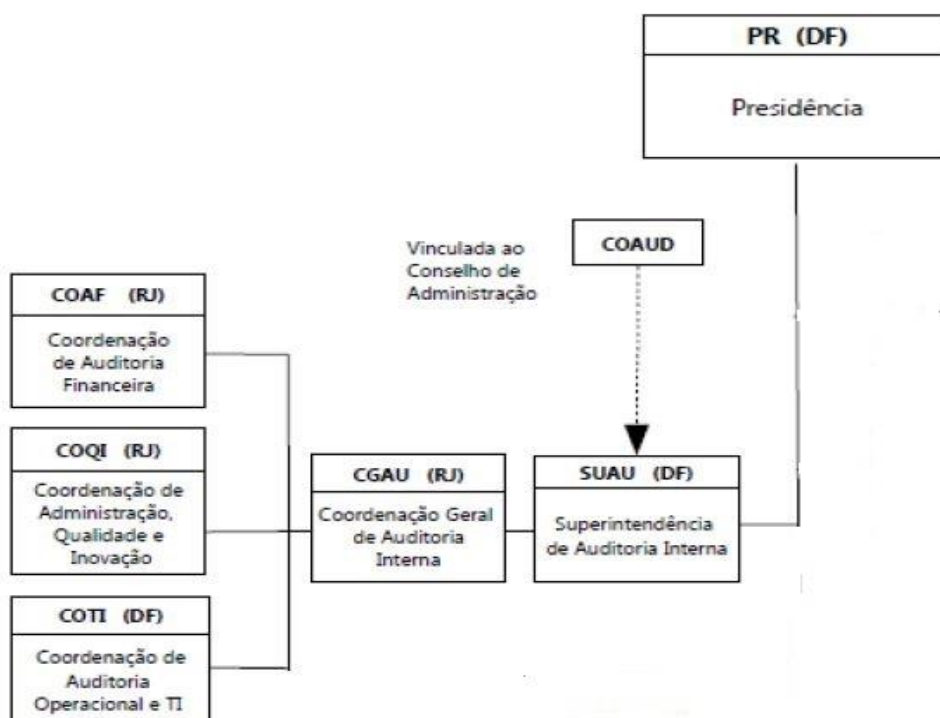 PR (DF)
Presidência
COAUD
Vinculada ao
Conselho de
Administração
COAF (RJ)
Coordenação
de Auditoria
Financeira
COQI (RJ)
Coordenação de
Administração,
Qualidade e
Inovação
CGAU (RJ)
Coordenação Geral
de Auditoria
Interna
SUAU (DF)
Superintendência
de Auditoria Interna
COTI (DF)
Coordenação de
Auditoria
Operacional e TI